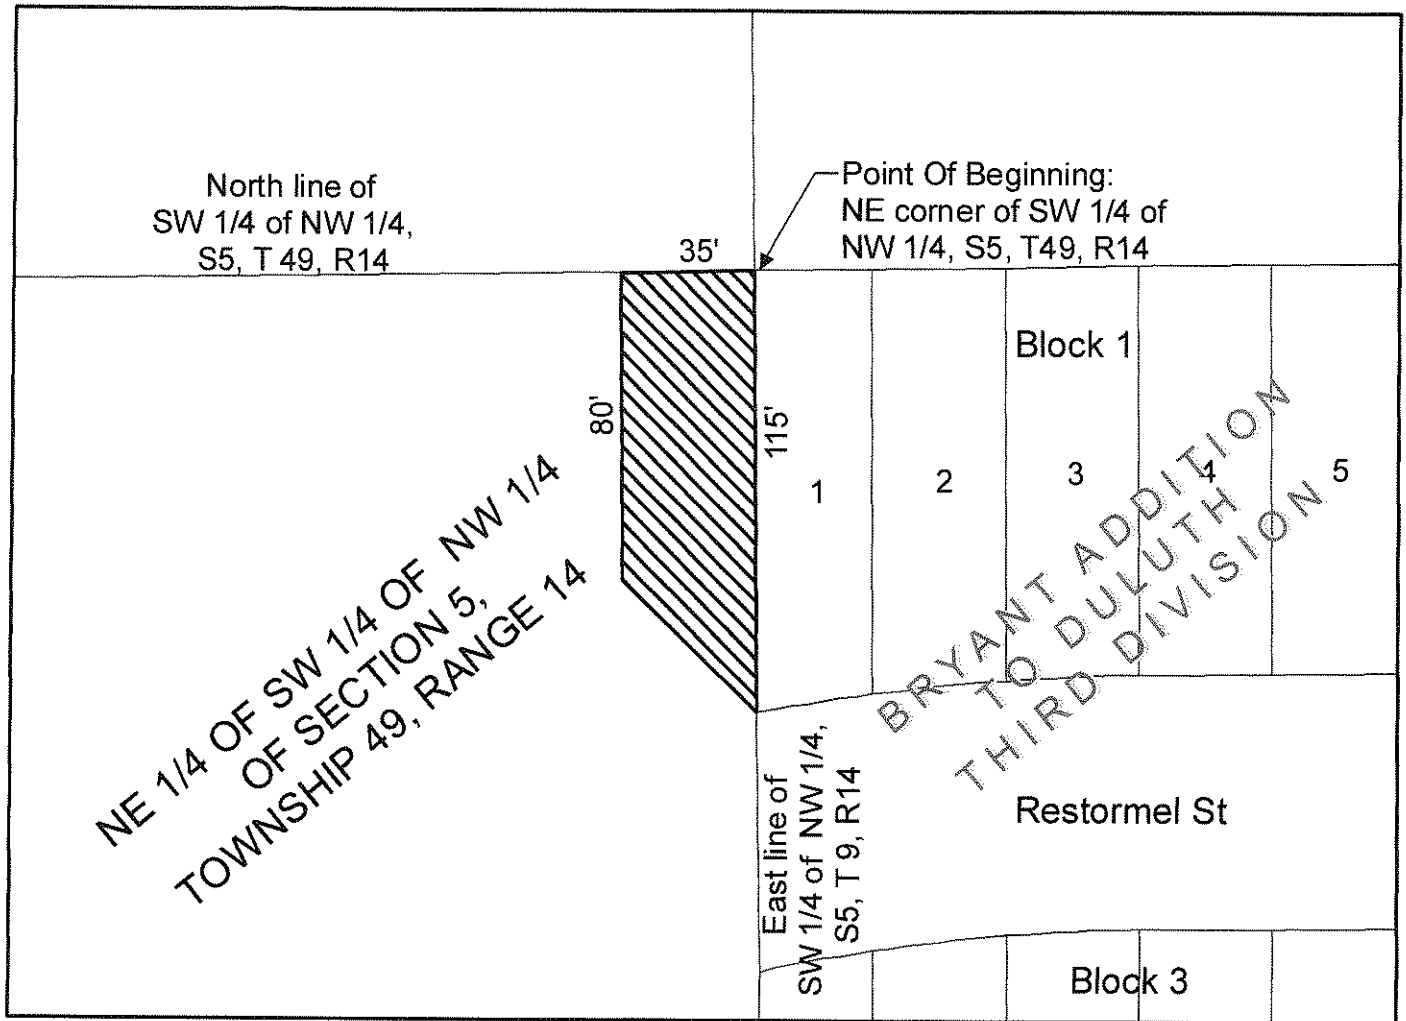 North line of
SW 1/4 of NW 1/4,
S5, T 49, R14
Point Of Beginning:
NE corner of SW 1/4 of
NW 1/4, S5, T49, R14
35'
80'
115'
Block 1
1
2
3
4
5
NE 1/4 OF SW 1/4 OF NW 1/4
OF SECTION 5,
TOWNSHIP 49, RANGE 14
BRYANT ADDITION
TO DULUTH
THIRD DIVISION
East line of
SW 1/4 of NW 1/4,
S5, T 9, R14
Restormel St
Block 3